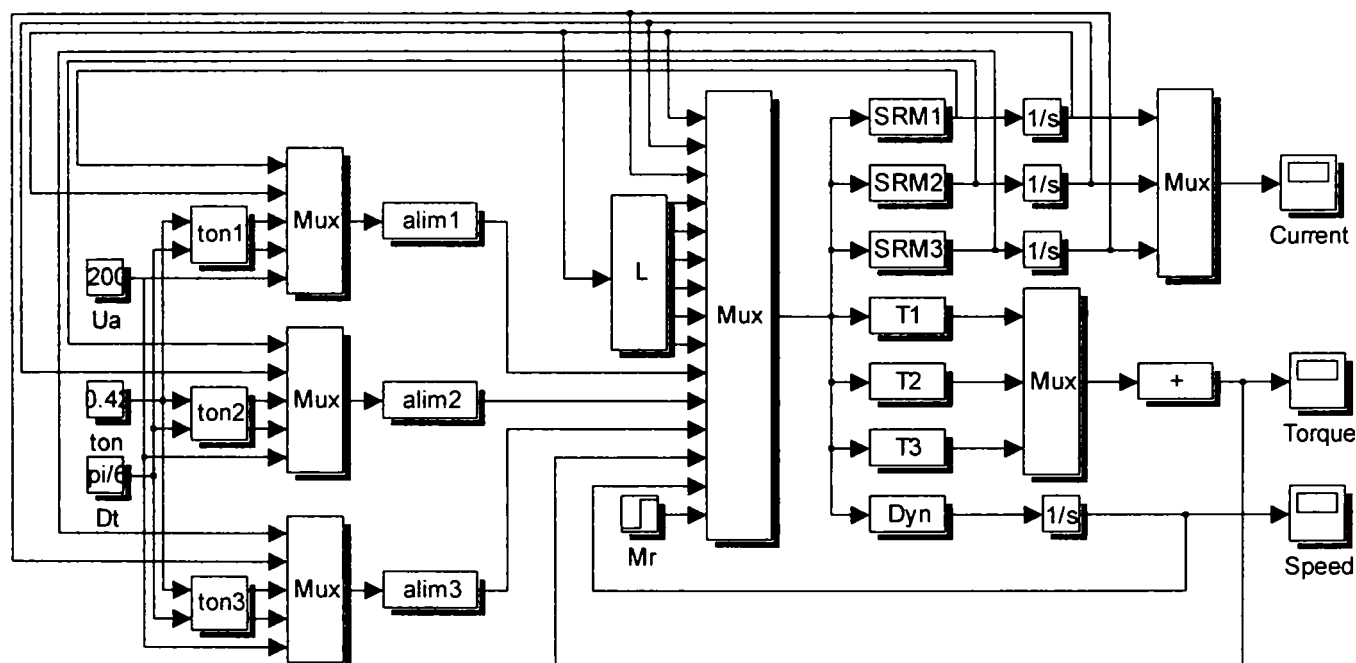 SRM1
1/s
SRM2
1/s
Mux
SRM3
1/s
Current
Mux
ton1
alim1
200
Ua
L
Mux
T1
T2
Mux
+
T3
Torque
Mux
0.42
ton
ton2
alim2
pi/6
Dt
Mr
Dyn
1/s
Speed
Mux
ton3
alim3